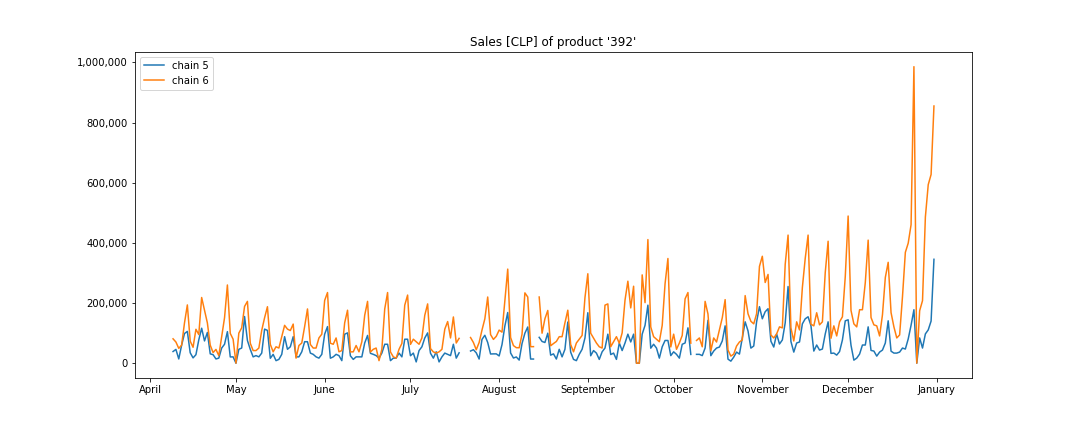 Sales [CLP] of product '392'
chain 5
chain 6
1,000,000
800,000
600,000
400,000
200,000
0
April May June July August September October November December January